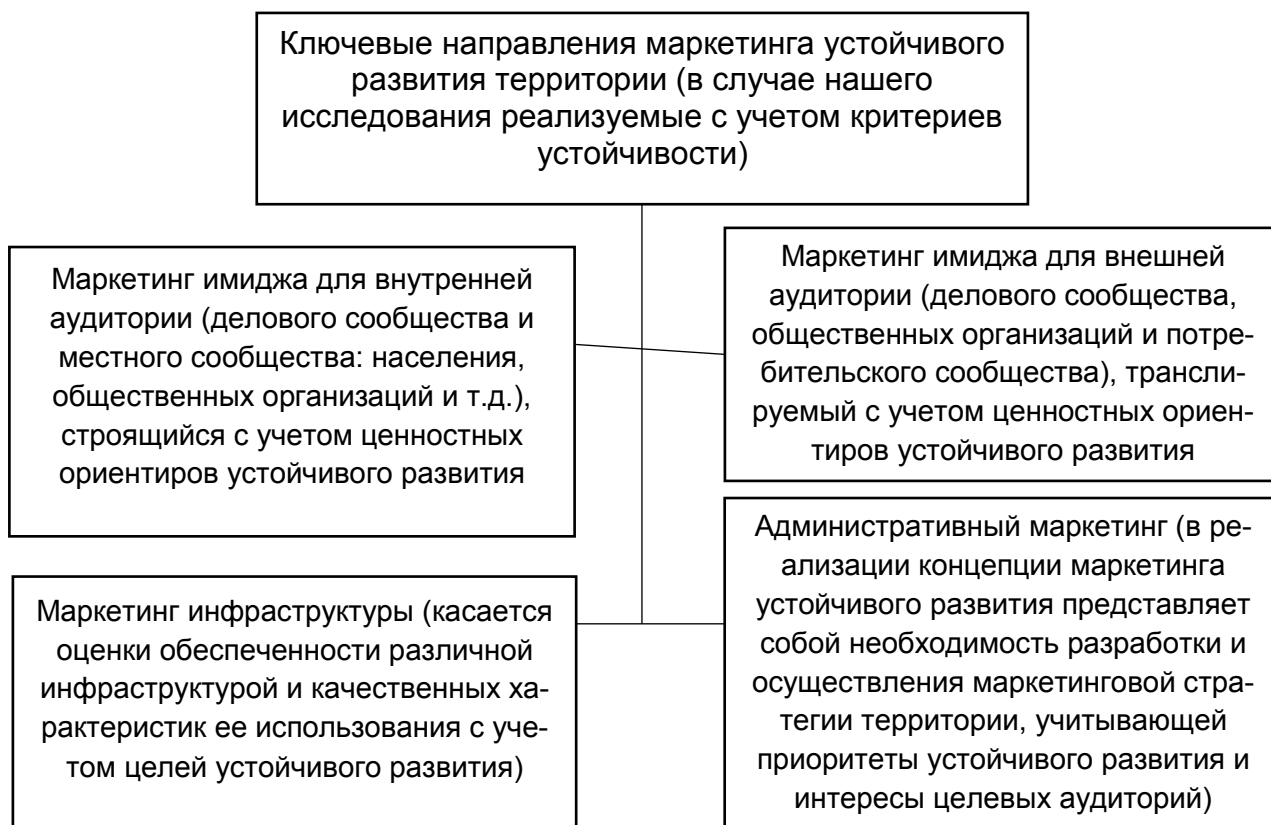 Ключевые направления маркетинга устойчивого
развития территории (в случае нашего
исследования реализуемые с учетом критериев
устойчивости)
Маркетинг имиджа для внутренней
аудитории (делового сообщества и
местного сообщества: населения,
общественных организаций и т.д.),
строящийся с учетом ценностных
ориентиров устойчивого развития
Маркетинг имиджа для внешней
аудитории (делового сообщества,
общественных организаций и потре-
бительского сообщества), трансли-
руемый с учетом ценностных ориен-
тиров устойчивого развития
Маркетинг инфраструктуры (касается
оценки обеспеченности различной
инфраструктурой и качественных ха-
рактеристик ее использования с уче-
том целей устойчивого развития)
Административный маркетинг (в ре-
ализации концепции маркетинга
устойчивого развития представляет
собой необходимость разработки и
осуществления маркетинговой стра-
тегии территории, учитывающей
приоритеты устойчивого развития и
интересы целевых аудиторий)